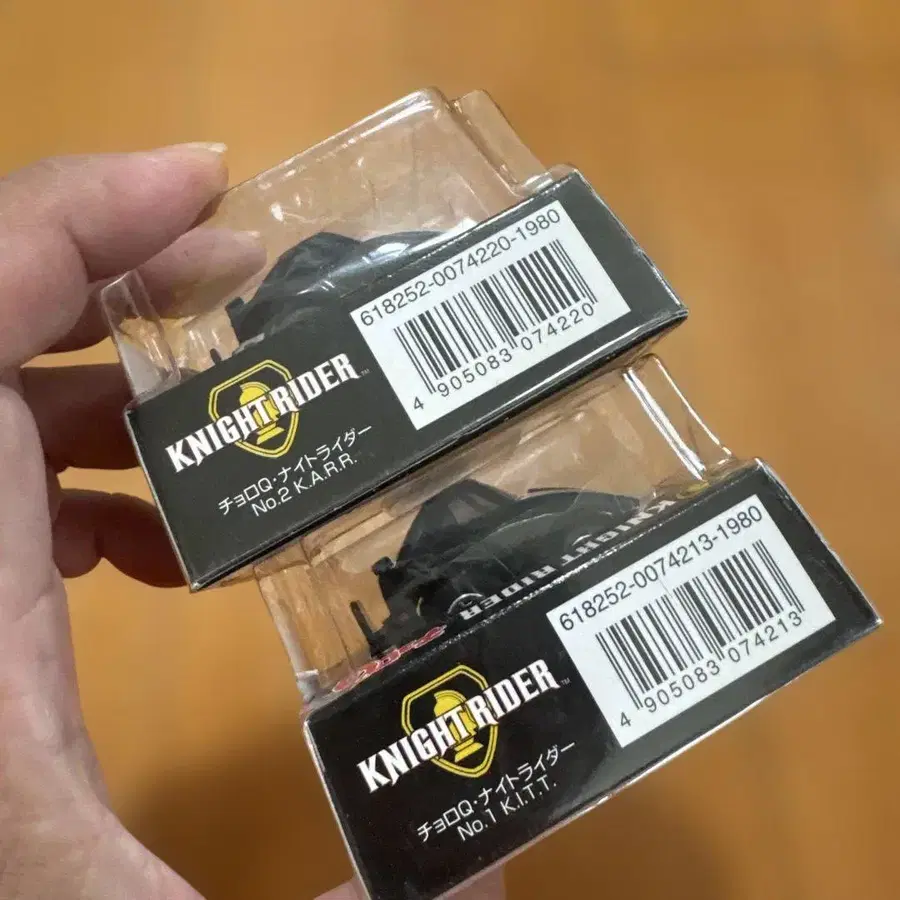 618252-0074220-1980
4 905083 074220
KNIGHT RIDER™
チョロQ・ナイトライダー
No.2 K.A.R.R.
KNIGHT RIDER
618252-0074213-1980
4 905083 074213
KNIGHT RIDER™
チョロQ・ナイトライダー
No.1 K.I.T.T.